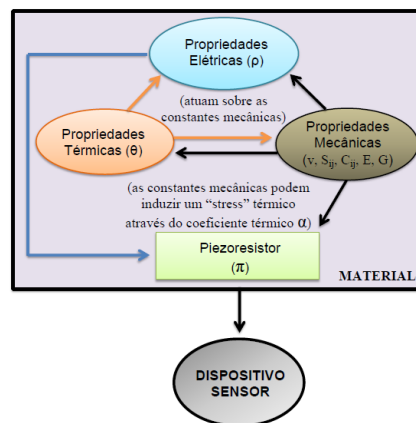 Propriedades
Elétricas (ρ)
(atuam sobre as
constantes mecânicas)
Propriedades
Térmicas (θ)
Propriedades
Mecânicas
(ν, Sij, Cij, E, G)
(as constantes mecânicas podem
induzir um “stress” térmico
através do coeficiente térmico α)
Piezoresistor
(π)
MATERIAL
DISPOSITIVO
SENSOR